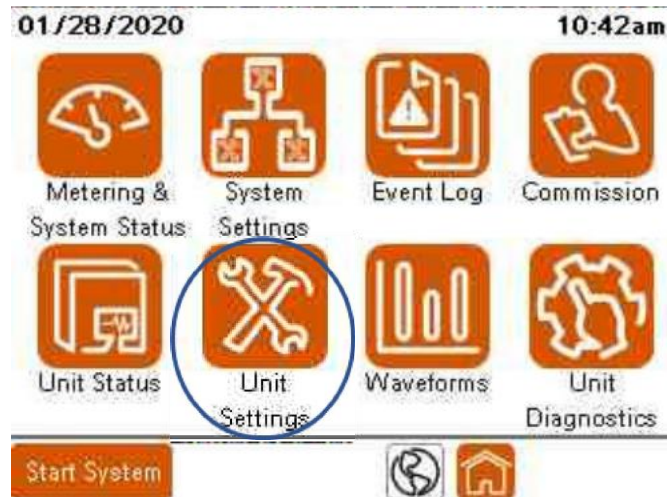 01/28/2020 10:42am
Metering & System Event Log Commission
System Status Settings
Unit Status Unit Waveforms Unit
Settings Diagnostics
Start System